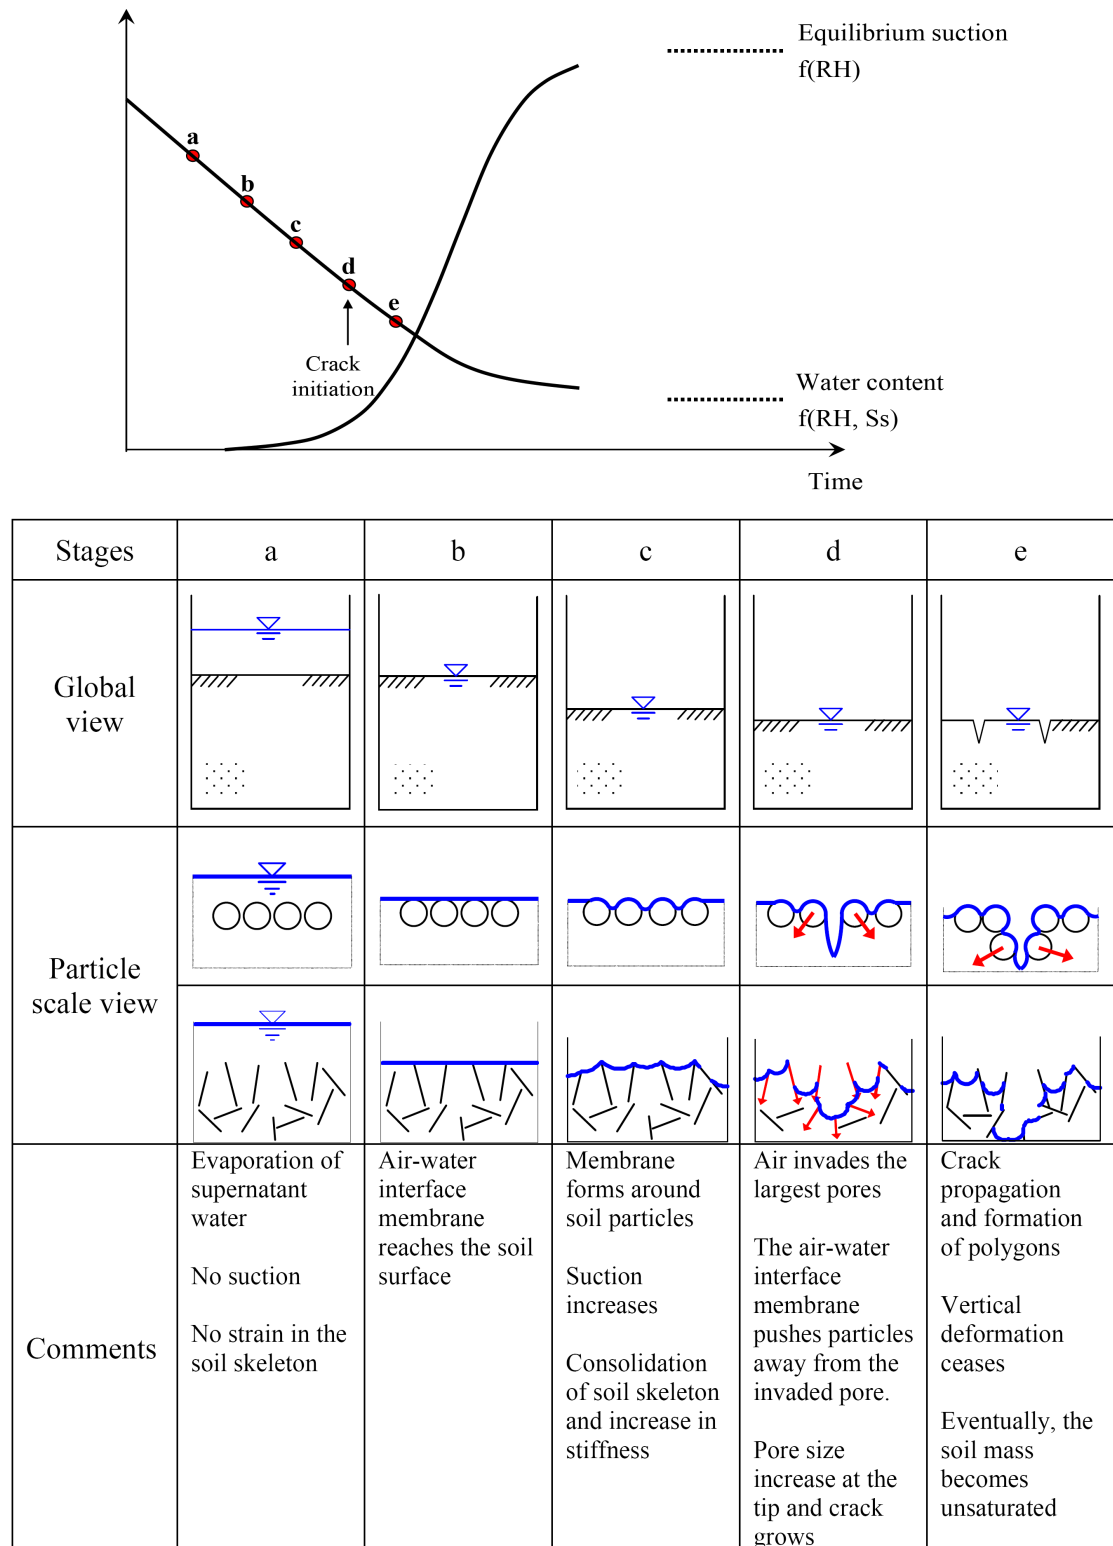 Equilibrium suction
f(RH)
a
b
c
d
e
Crack
initiation
Water content
f(RH, Ss)
Time
Stages
a
b
c
d
e
Global
view
Particle
scale view
Comments
Evaporation of
supernatant
water
No suction
No strain in the
soil skeleton
Air-water
interface
membrane
reaches the soil
surface
Membrane
forms around
soil particles
Suction
increases
Consolidation
of soil skeleton
and increase in
stiffness
Air invades the
largest pores
The air-water
interface
membrane
pushes particles
away from the
invaded pore.
Pore size
increase at the
tip and crack
grows
Crack
propagation
and formation
of polygons
Vertical
deformation
ceases
Eventually, the
soil mass
becomes
unsaturated